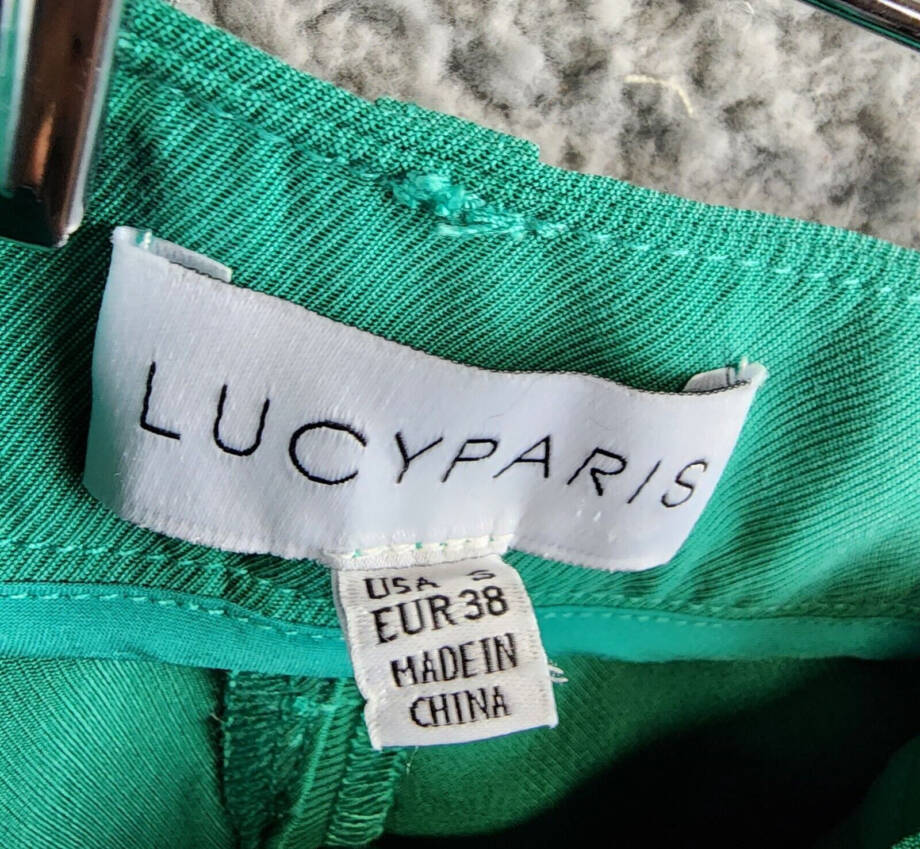 LUCYPARIS
USA S
EUR 38
MADE IN
CHINA